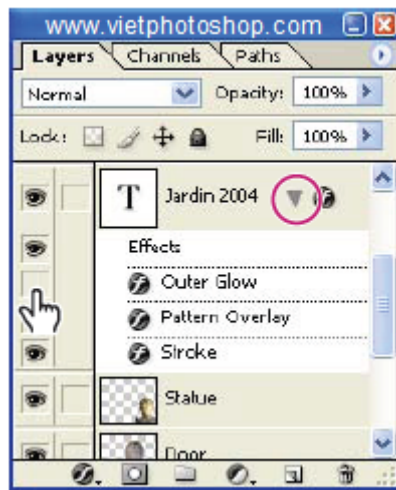 www.vietphotoshop.com
Layers Channels Paths
Normal Opacity: 100%
Lock: Fill: 100%
T Jardin 2004
Effects
Outer Glow
Pattern Overlay
Stroke
Statue
Door